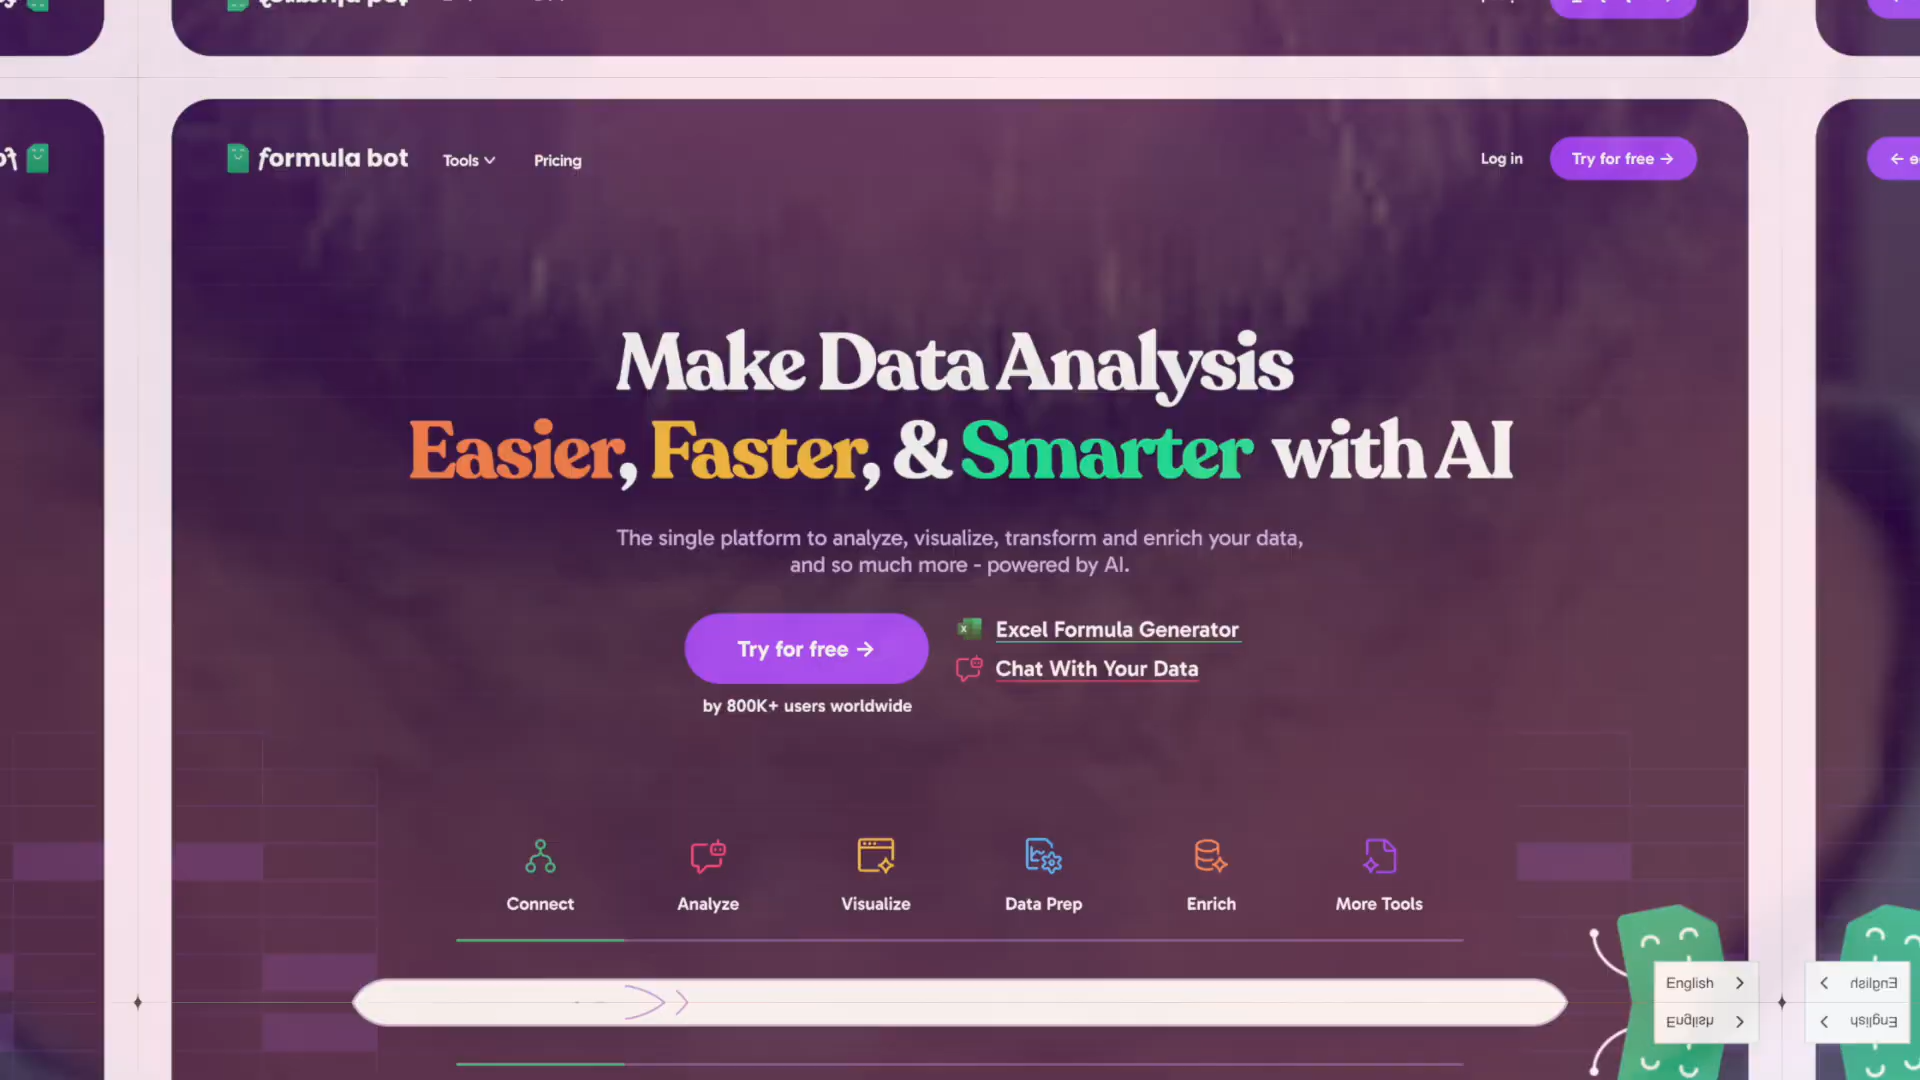 formula bot
Tools
Pricing
Log in
Try for free →
Make Data Analysis
Easier, Faster, & Smarter with AI
The single platform to analyze, visualize, transform and enrich your data,
and so much more - powered by AI.
Try for free →
by 800K+ users worldwide
Excel Formula Generator
Chat With Your Data
Connect
Analyze
Visualize
Data Prep
Enrich
More Tools
English
English
English
English